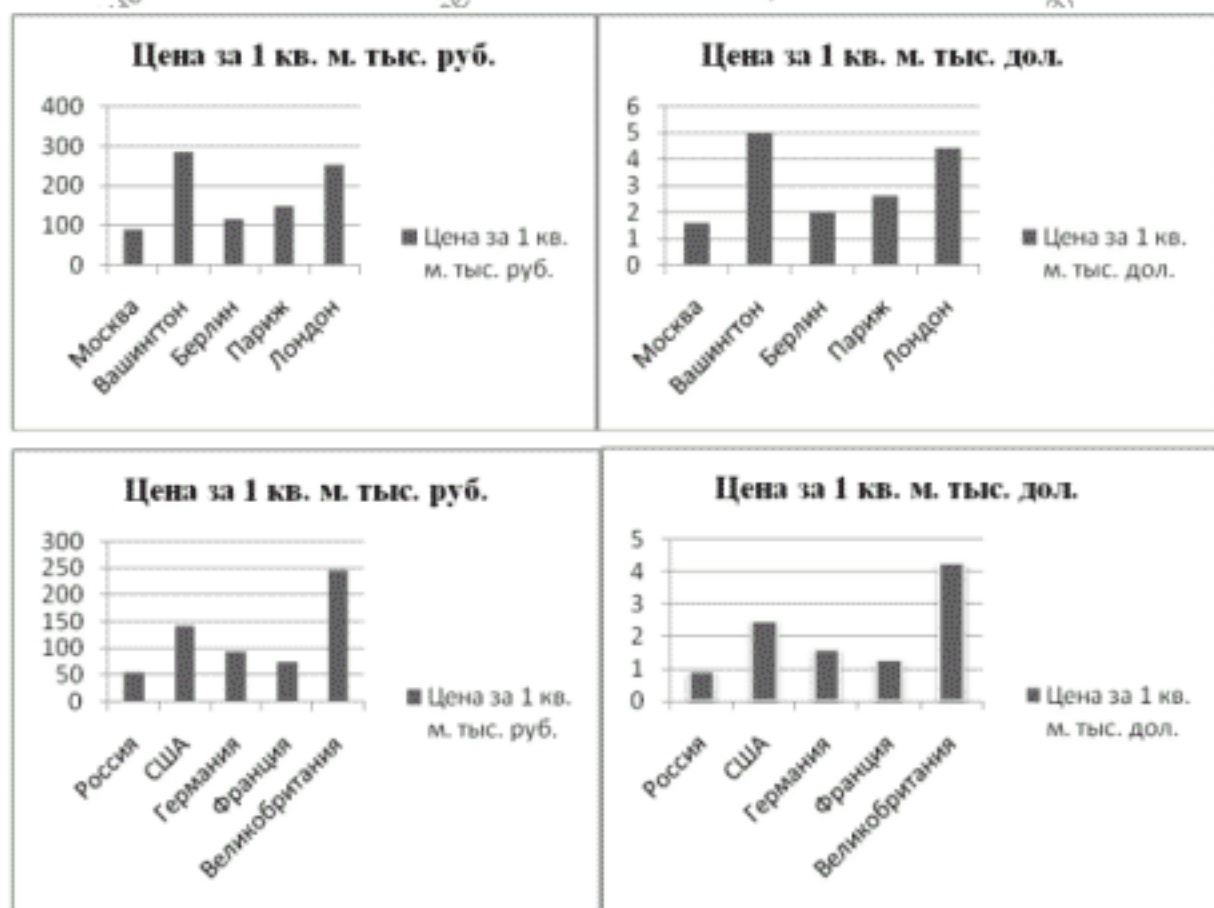 Цена за 1 кв. м. тыс. руб.
400
300
200
100
0
Москва
Вашингтон
Берлин
Париж
Лондон
Цена за 1 кв.
м. тыс. руб.
Цена за 1 кв. м. тыс. дол.
6
5
4
3
2
1
0
Москва
Вашингтон
Берлин
Париж
Лондон
Цена за 1 кв.
м. тыс. дол.
Цена за 1 кв. м. тыс. руб.
300
250
200
150
100
50
0
Россия
США
Германия
Франция
Великобритания
Цена за 1 кв.
м. тыс. руб.
Цена за 1 кв. м. тыс. дол.
5
4
3
2
1
0
Россия
США
Германия
Франция
Великобритания
Цена за 1 кв.
м. тыс. дол.